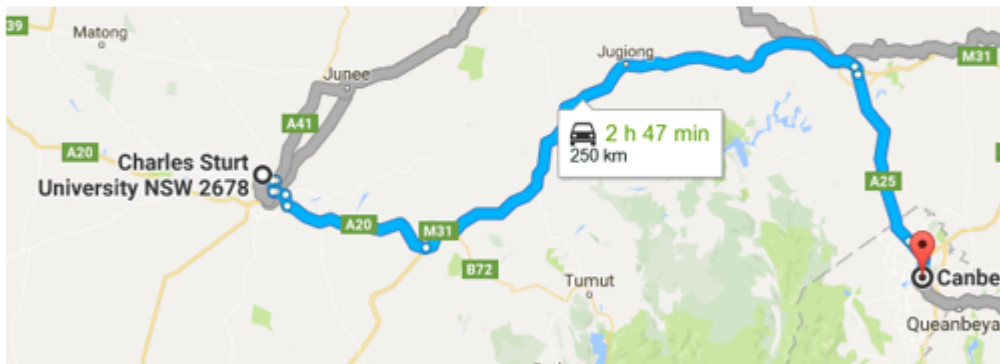 39
Matong
Jugiong
M31
Junee
A41
A20
2 h 47 min
250 km
Charles Sturt
University NSW 2678
A25
A20
M31
B72
Tumut
Canbe
Queanbeya